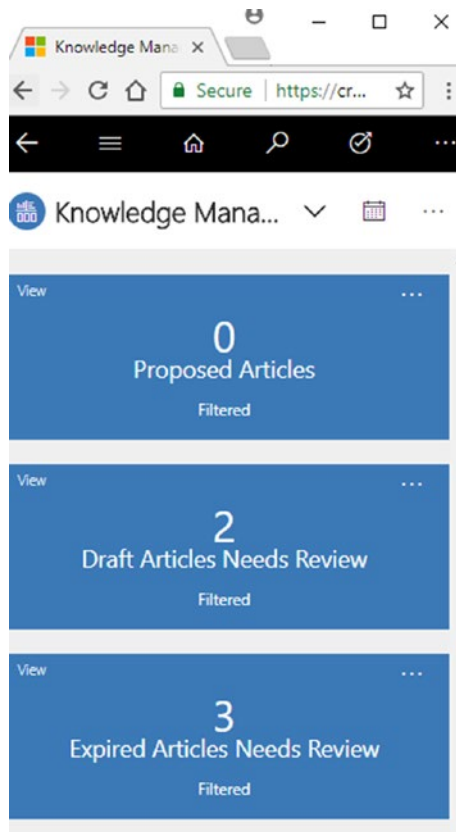 Knowledge Mana
Secure | https://cr...
Knowledge Mana...
View
0
Proposed Articles
Filtered
View
2
Draft Articles Needs Review
Filtered
View
3
Expired Articles Needs Review
Filtered